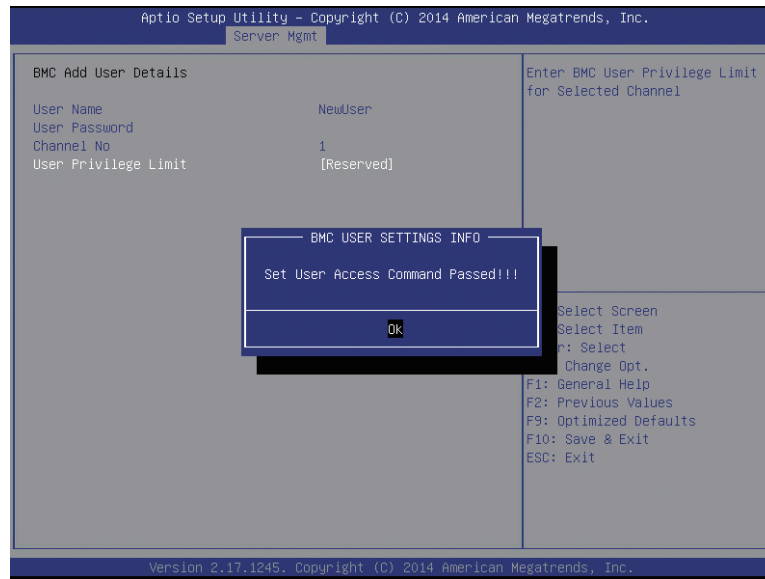 Aptio Setup Utility – Copyright (C) 2014 American Megatrends, Inc.
Server Mgmt
BMC Add User Details
User Name NewUser
User Password
Channel No 1
User Privilege Limit [Reserved]
Enter BMC User Privilege Limit
for Selected Channel
BMC USER SETTINGS INFO
Set User Access Command Passed!!!
Ok
Select Screen
Select Item
r: Select
Change Opt.
F1: General Help
F2: Previous Values
F9: Optimized Defaults
F10: Save & Exit
ESC: Exit
Version 2.17.1245. Copyright (C) 2014 American Megatrends, Inc.